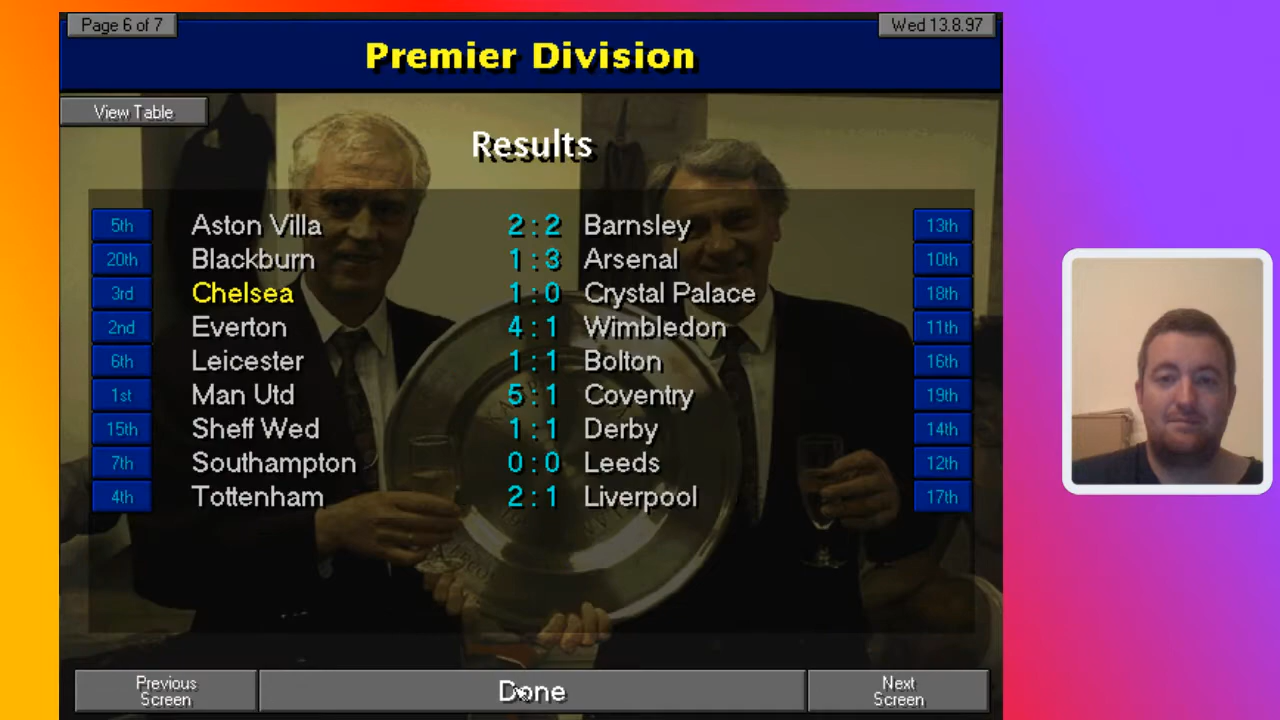 Page 6 of 7
Wed 13.8.97
Premier Division
View Table
Results
5th Aston Villa 2 : 2 Barnsley 13th
20th Blackburn 1 : 3 Arsenal 10th
3rd Chelsea 1 : 0 Crystal Palace 18th
2nd Everton 4 : 1 Wimbledon 11th
6th Leicester 1 : 1 Bolton 16th
1st Man Utd 5 : 1 Coventry 19th
15th Sheff Wed 1 : 1 Derby 14th
7th Southampton 0 : 0 Leeds 12th
4th Tottenham 2 : 1 Liverpool 17th
Previous Screen
Done
Next Screen